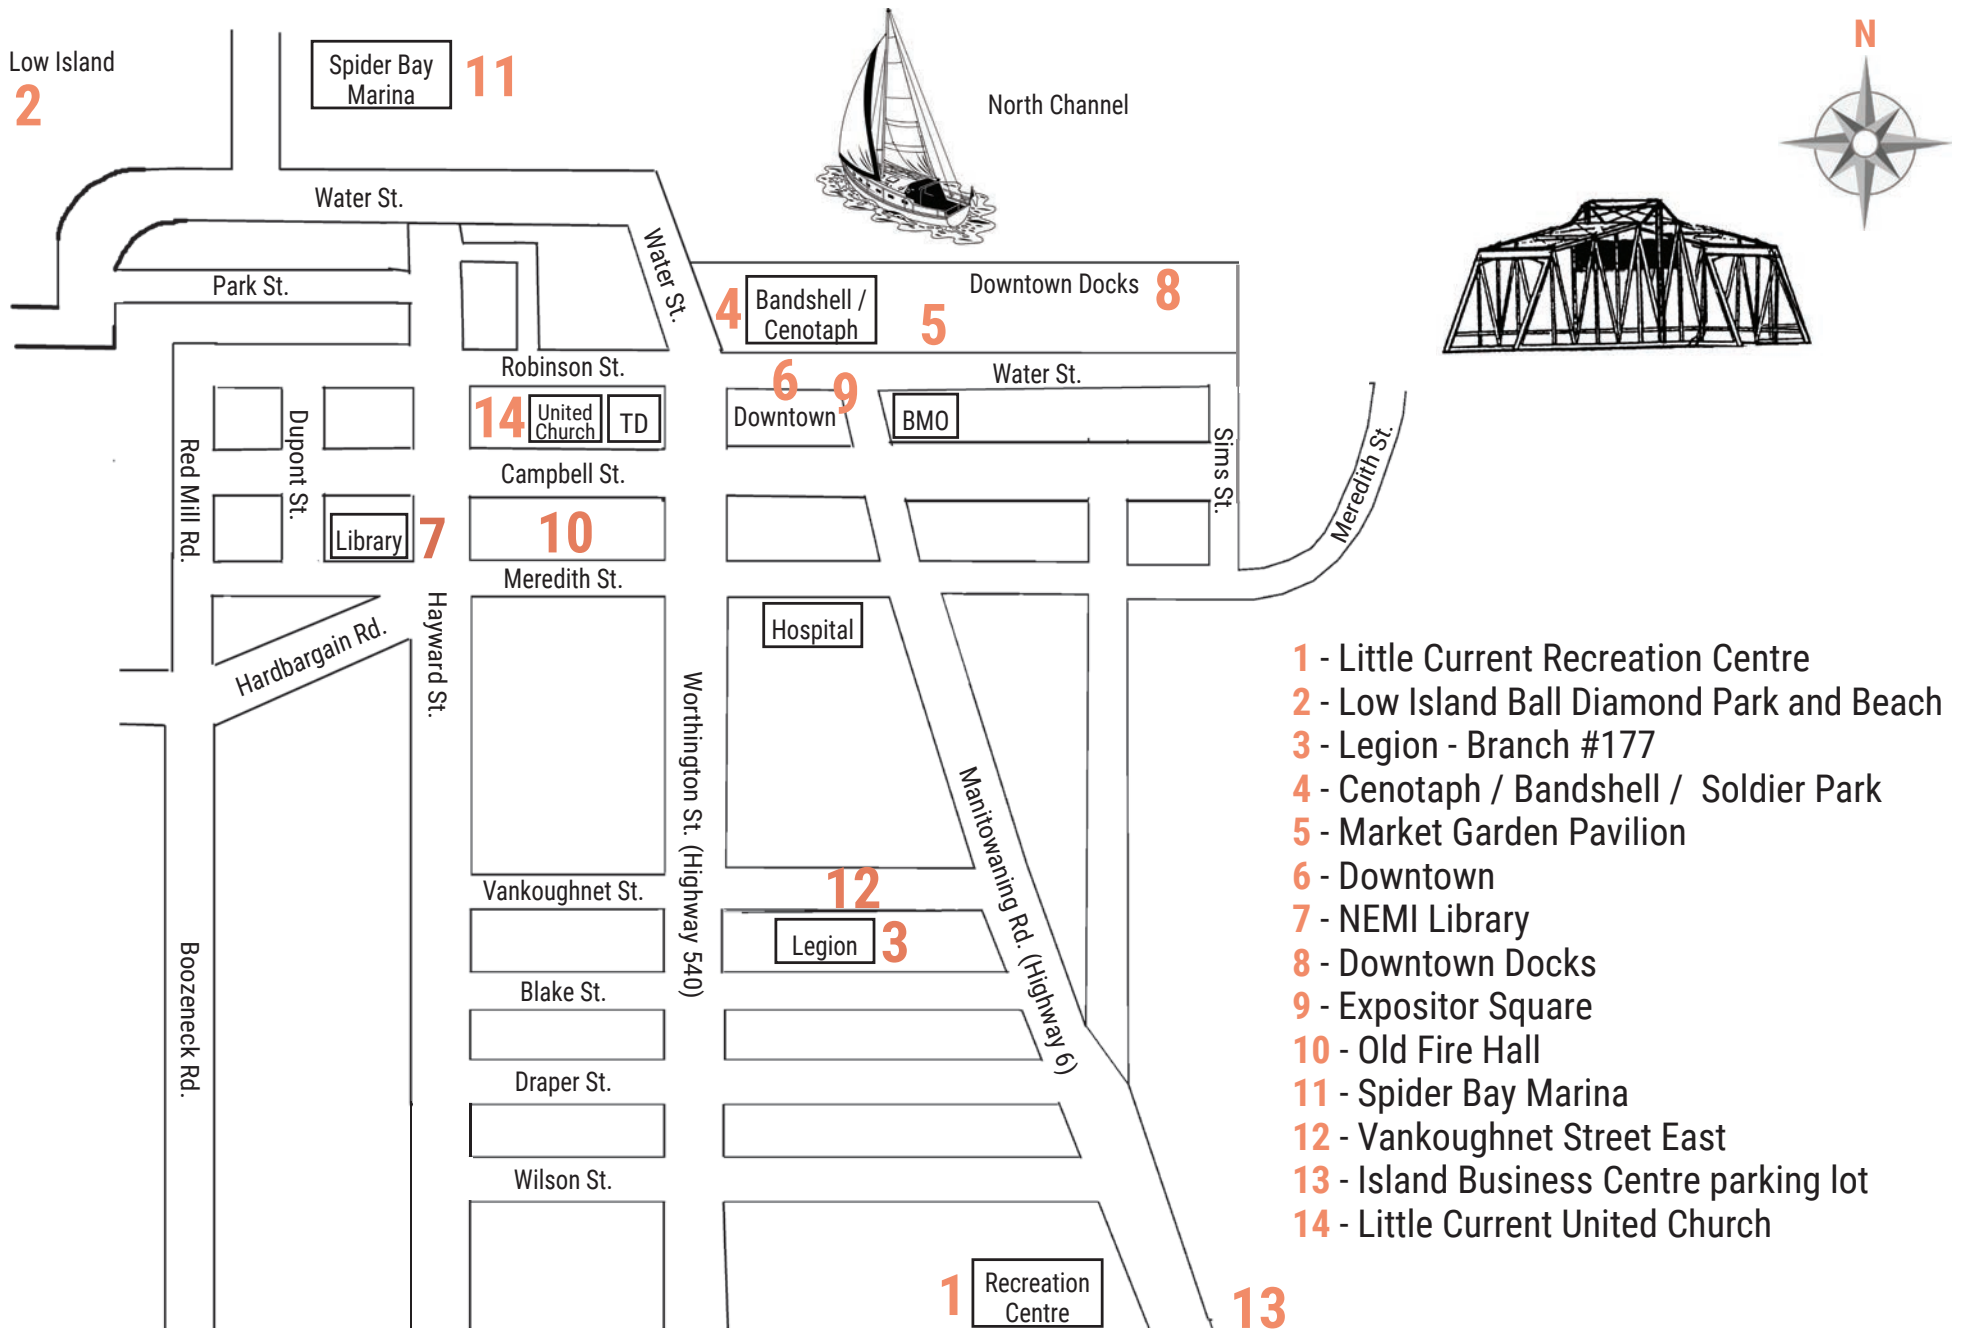 Low Island
2
Spider Bay
Marina
11
North Channel
N
Water St.
Water St.
Park St.
4
Bandshell /
Cenotaph
5
Downtown Docks
8
Robinson St.
6
9
Water St.
14
United
Church
TD
Downtown
BMO
Dupont St.
Red Mill Rd.
Sims St.
Meredith St.
Campbell St.
Library
7
10
Meredith St.
Hayward St.
Hardbargain Rd.
Hospital
Worthington St. (Highway 540)
Manitowaning Rd. (Highway 6)
Vankoughnet St.
12
Legion
3
Boozeneck Rd.
Blake St.
Draper St.
Wilson St.
1
Recreation
Centre
13
1 - Little Current Recreation Centre
2 - Low Island Ball Diamond Park and Beach
3 - Legion - Branch #177
4 - Cenotaph / Bandshell / Soldier Park
5 - Market Garden Pavilion
6 - Downtown
7 - NEMI Library
8 - Downtown Docks
9 - Expositor Square
10 - Old Fire Hall
11 - Spider Bay Marina
12 - Vankoughnet Street East
13 - Island Business Centre parking lot
14 - Little Current United Church